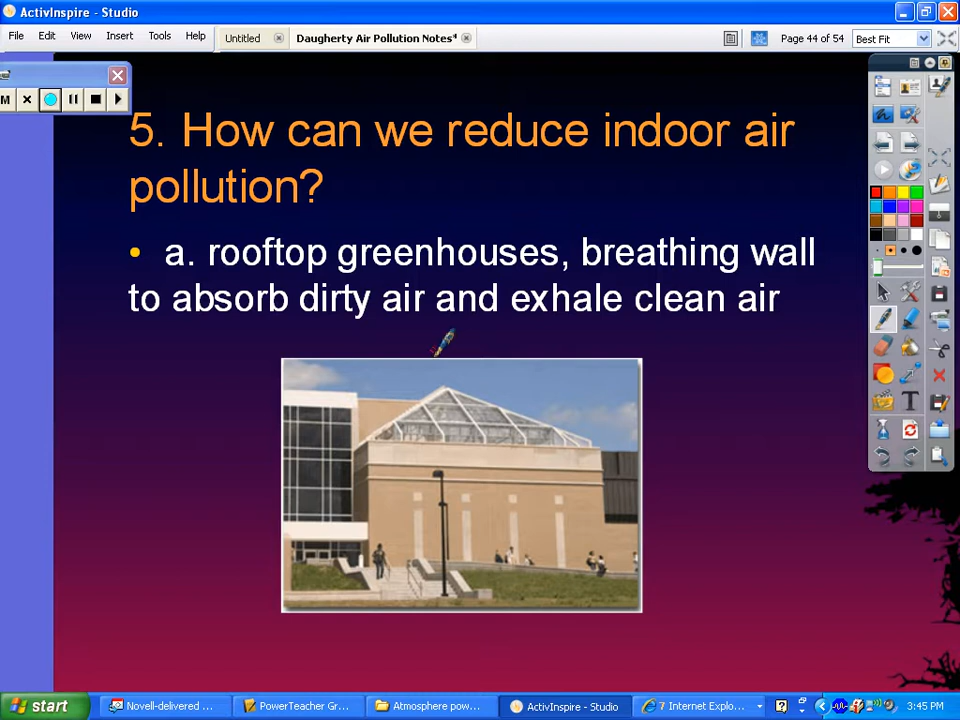 ActivInspire - Studio
File Edit View Insert Tools Help Untitled Daugherty Air Pollution Notes* Page 44 of 54 Best Fit
M
5. How can we reduce indoor air
pollution?
• a. rooftop greenhouses, breathing wall
to absorb dirty air and exhale clean air
T
start Novell-delivered ... PowerTeacher Gr... Atmosphere pow... ActivInspire - Studio 7 Internet Explo... 3:45 PM